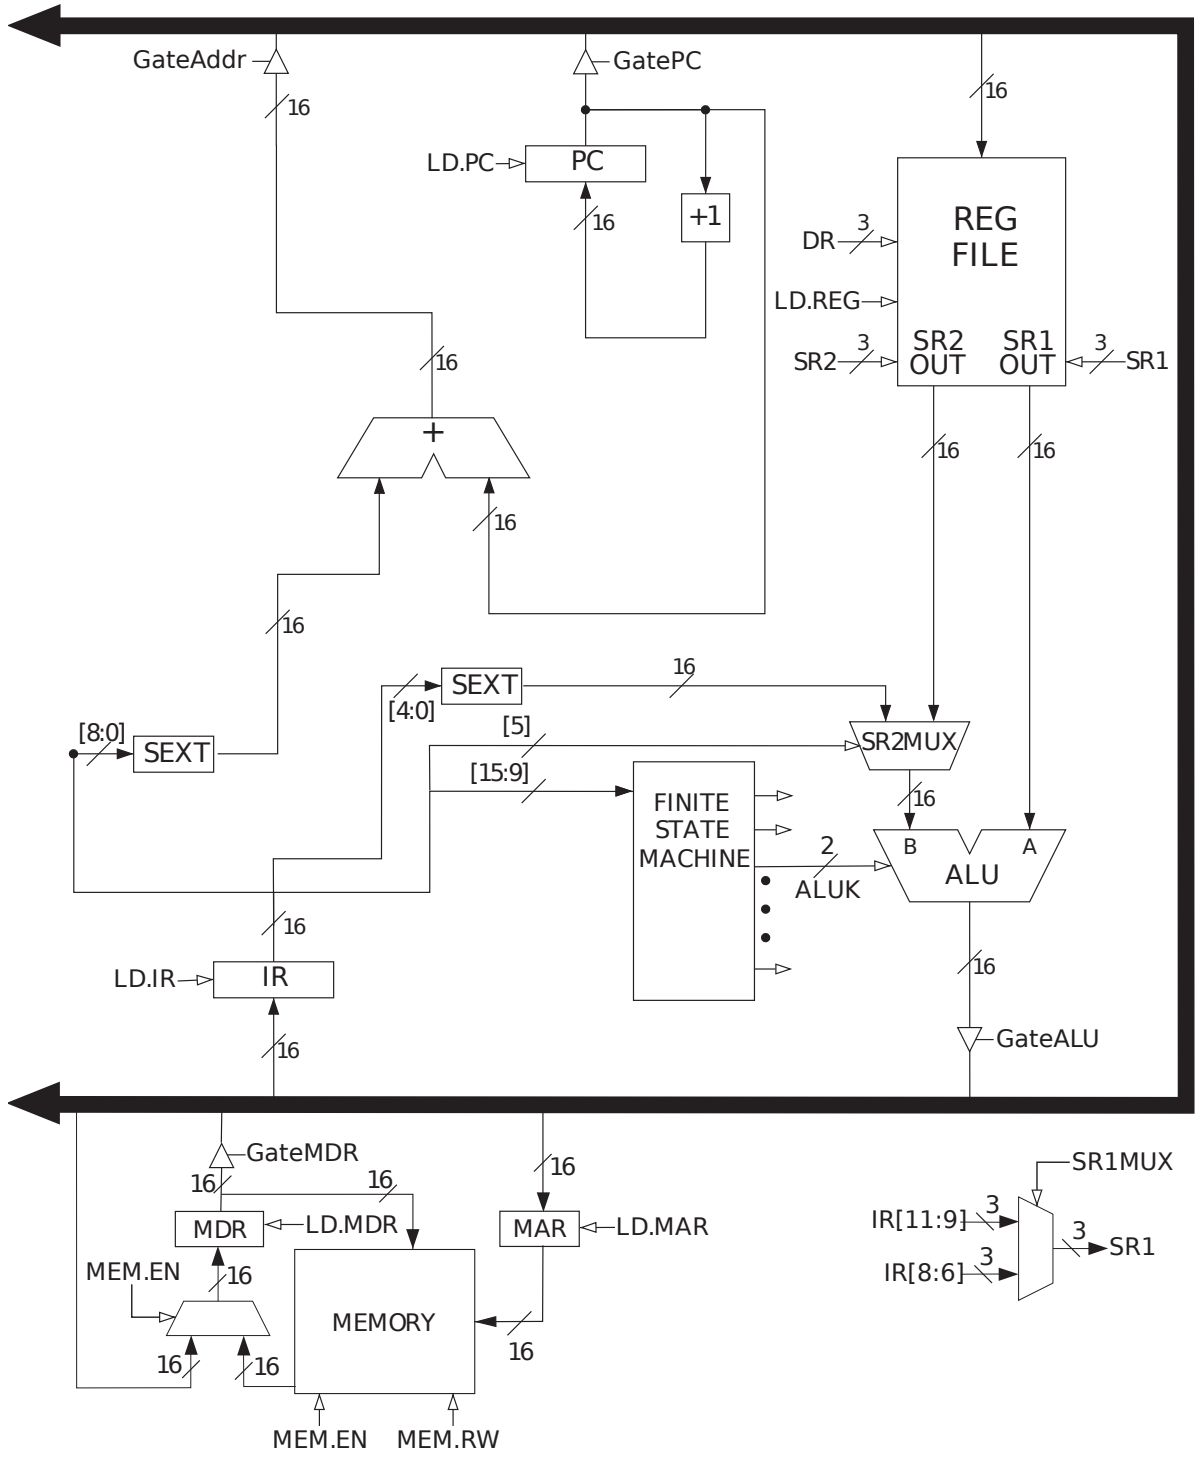 GateAddr
GatePC
16
16
LD.PC
PC
16
+1
REG
FILE
DR
3
LD.REG
SR2
3
SR2
OUT
SR1
OUT
3
SR1
16
+
16
16
16
16
[4:0]
SEXT
16
[8:0]
SEXT
[5]
[15:9]
SR2MUX
16
FINITE
STATE
MACHINE
2
ALUK
B
A
ALU
16
LD.IR
IR
16
16
GateALU
GateMDR
16
16
16
MDR
LD.MDR
MAR
LD.MAR
MEM.EN
16
16
16
MEMORY
16
MEM.EN
MEM.RW
SR1MUX
IR[11:9]
3
IR[8:6]
3
3
SR1